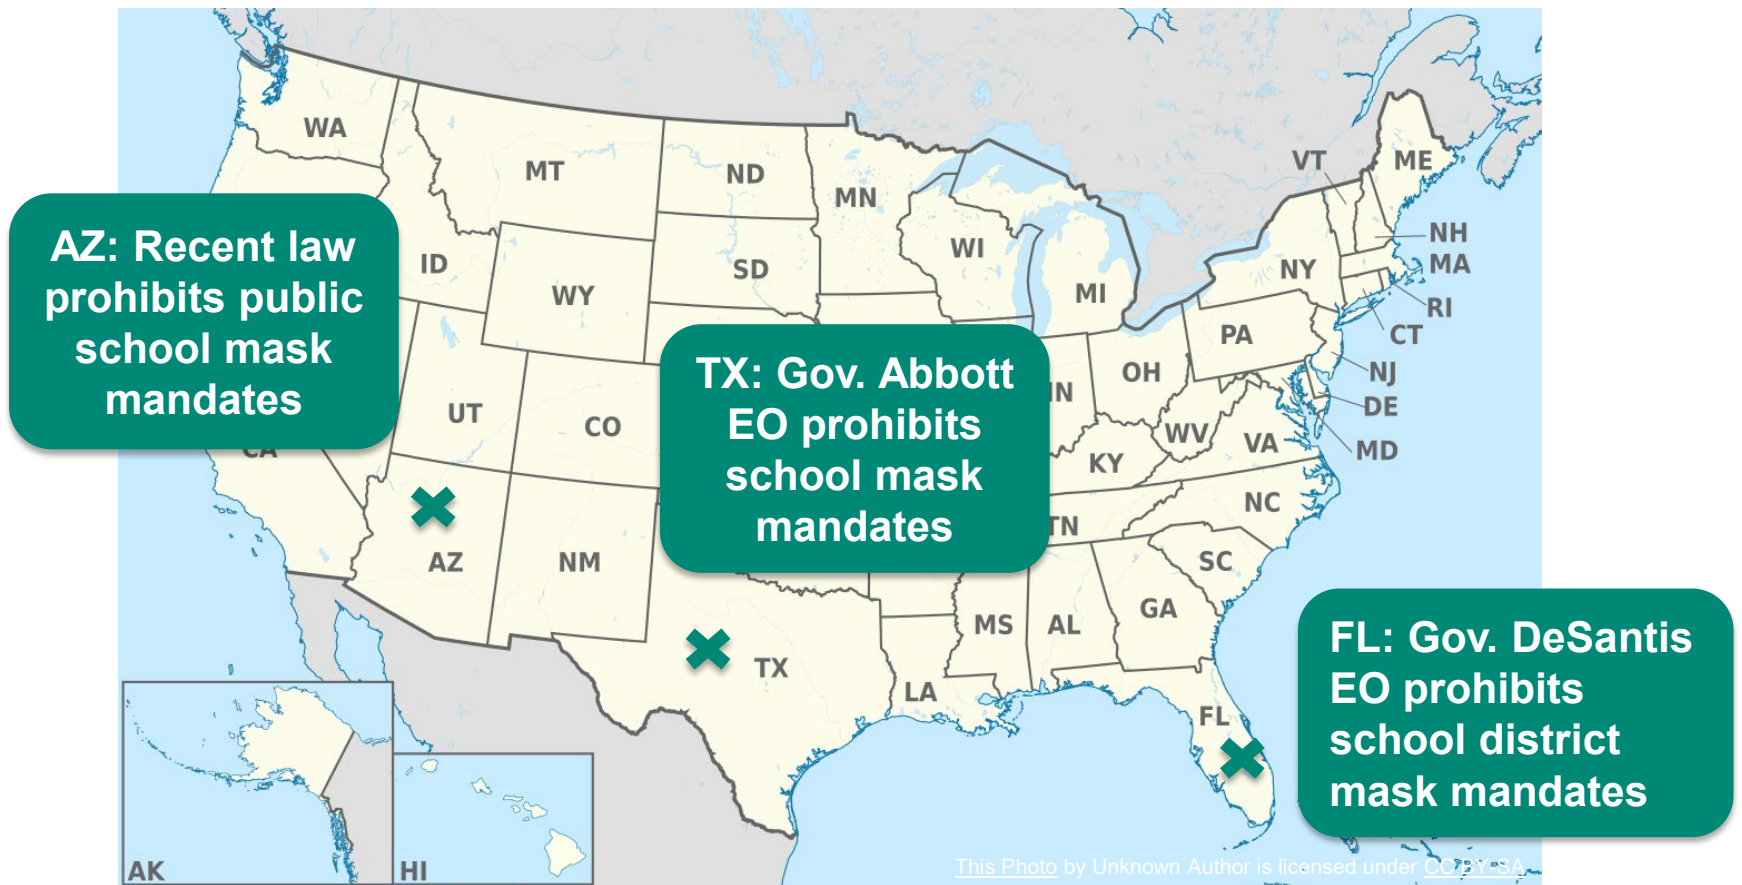 WA
MT
ND
MN
VT
ME
AZ: Recent law
prohibits public
school mask
mandates
ID
WY
SD
WI
MI
NY
NH
MA
RI
CT
PA
NJ
DE
MD
TX: Gov. Abbott
EO prohibits
school mask
mandates
IN
OH
UT
CO
WV
VA
KY
CA
NC
TN
AZ
NM
SC
MS
AL
GA
TX
LA
FL
FL: Gov. DeSantis
EO prohibits
school district
mask mandates
AK
HI
This Photo by Unknown Author is licensed under CC BY-SA